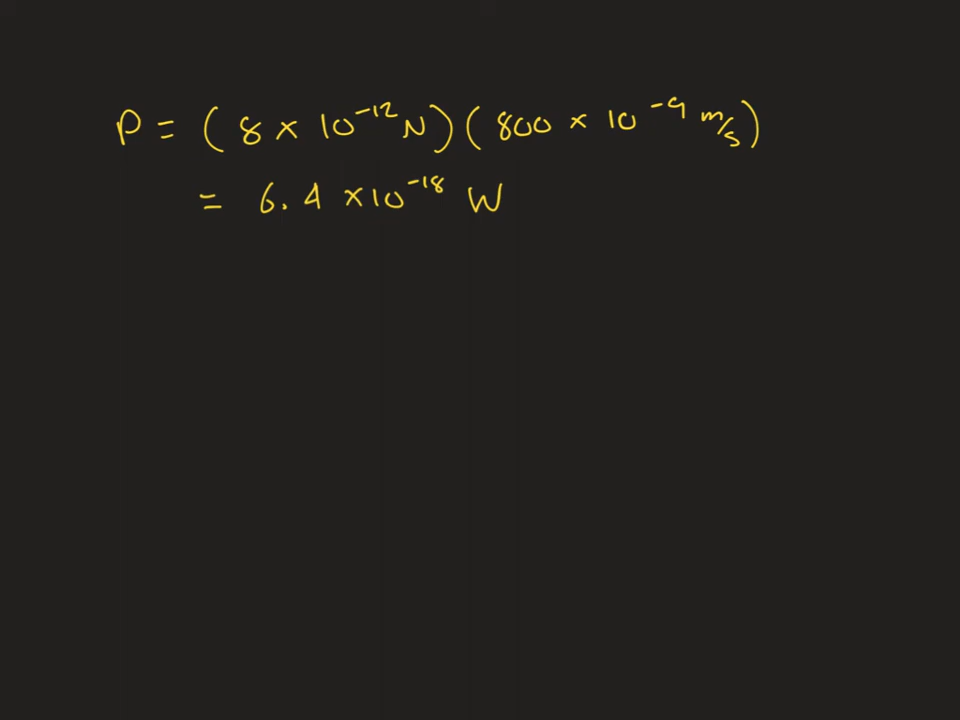 P = (8 × 10⁻¹² N)(800 × 10⁻⁹ m/s)
= 6.4 × 10⁻¹⁸ W